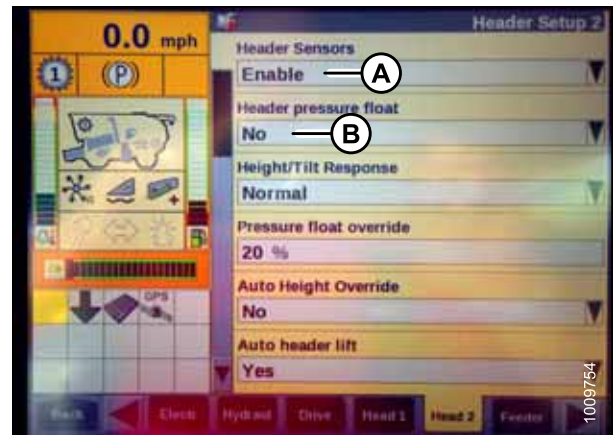 0.0 mph
Header Setup 2
1
(P)
Header Sensors
Enable
A
Header pressure float
No
B
Height/Tilt Response
Normal
Pressure float override
20 %
Auto Height Override
No
GPS
Auto header lift
Yes
Back
Electr
Hydraul
Drive
Head 1
Head 2
Feeder
1009754